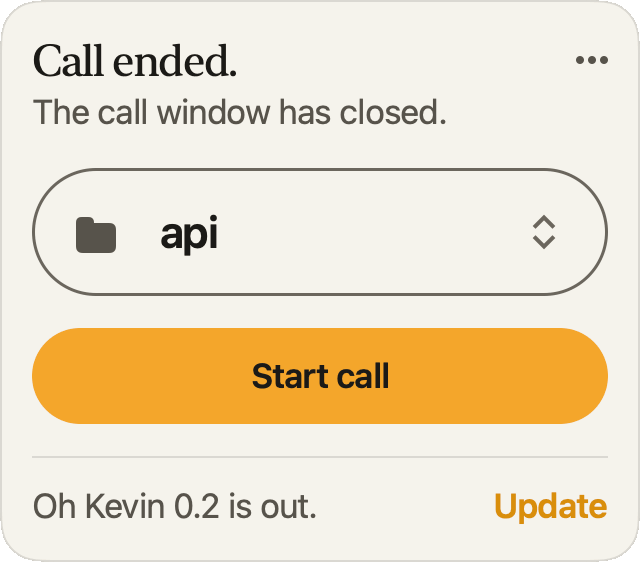 Call ended.
The call window has closed.
api
Start call
Oh Kevin 0.2 is out.
Update